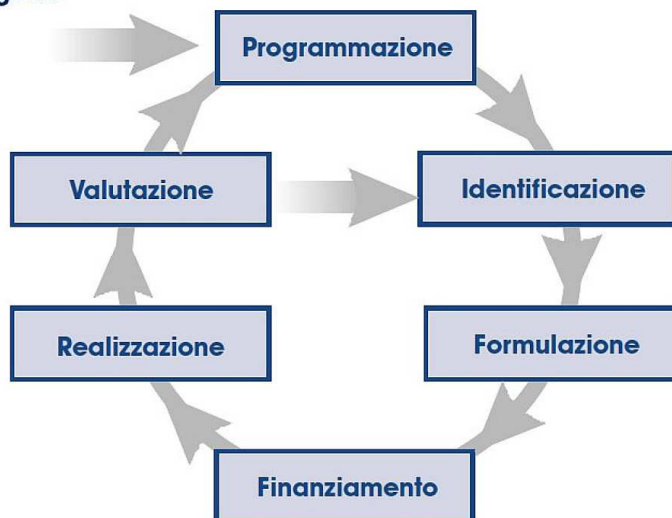 Programmazione
Valutazione
Identificazione
Realizzazione
Formulazione
Finanziamento